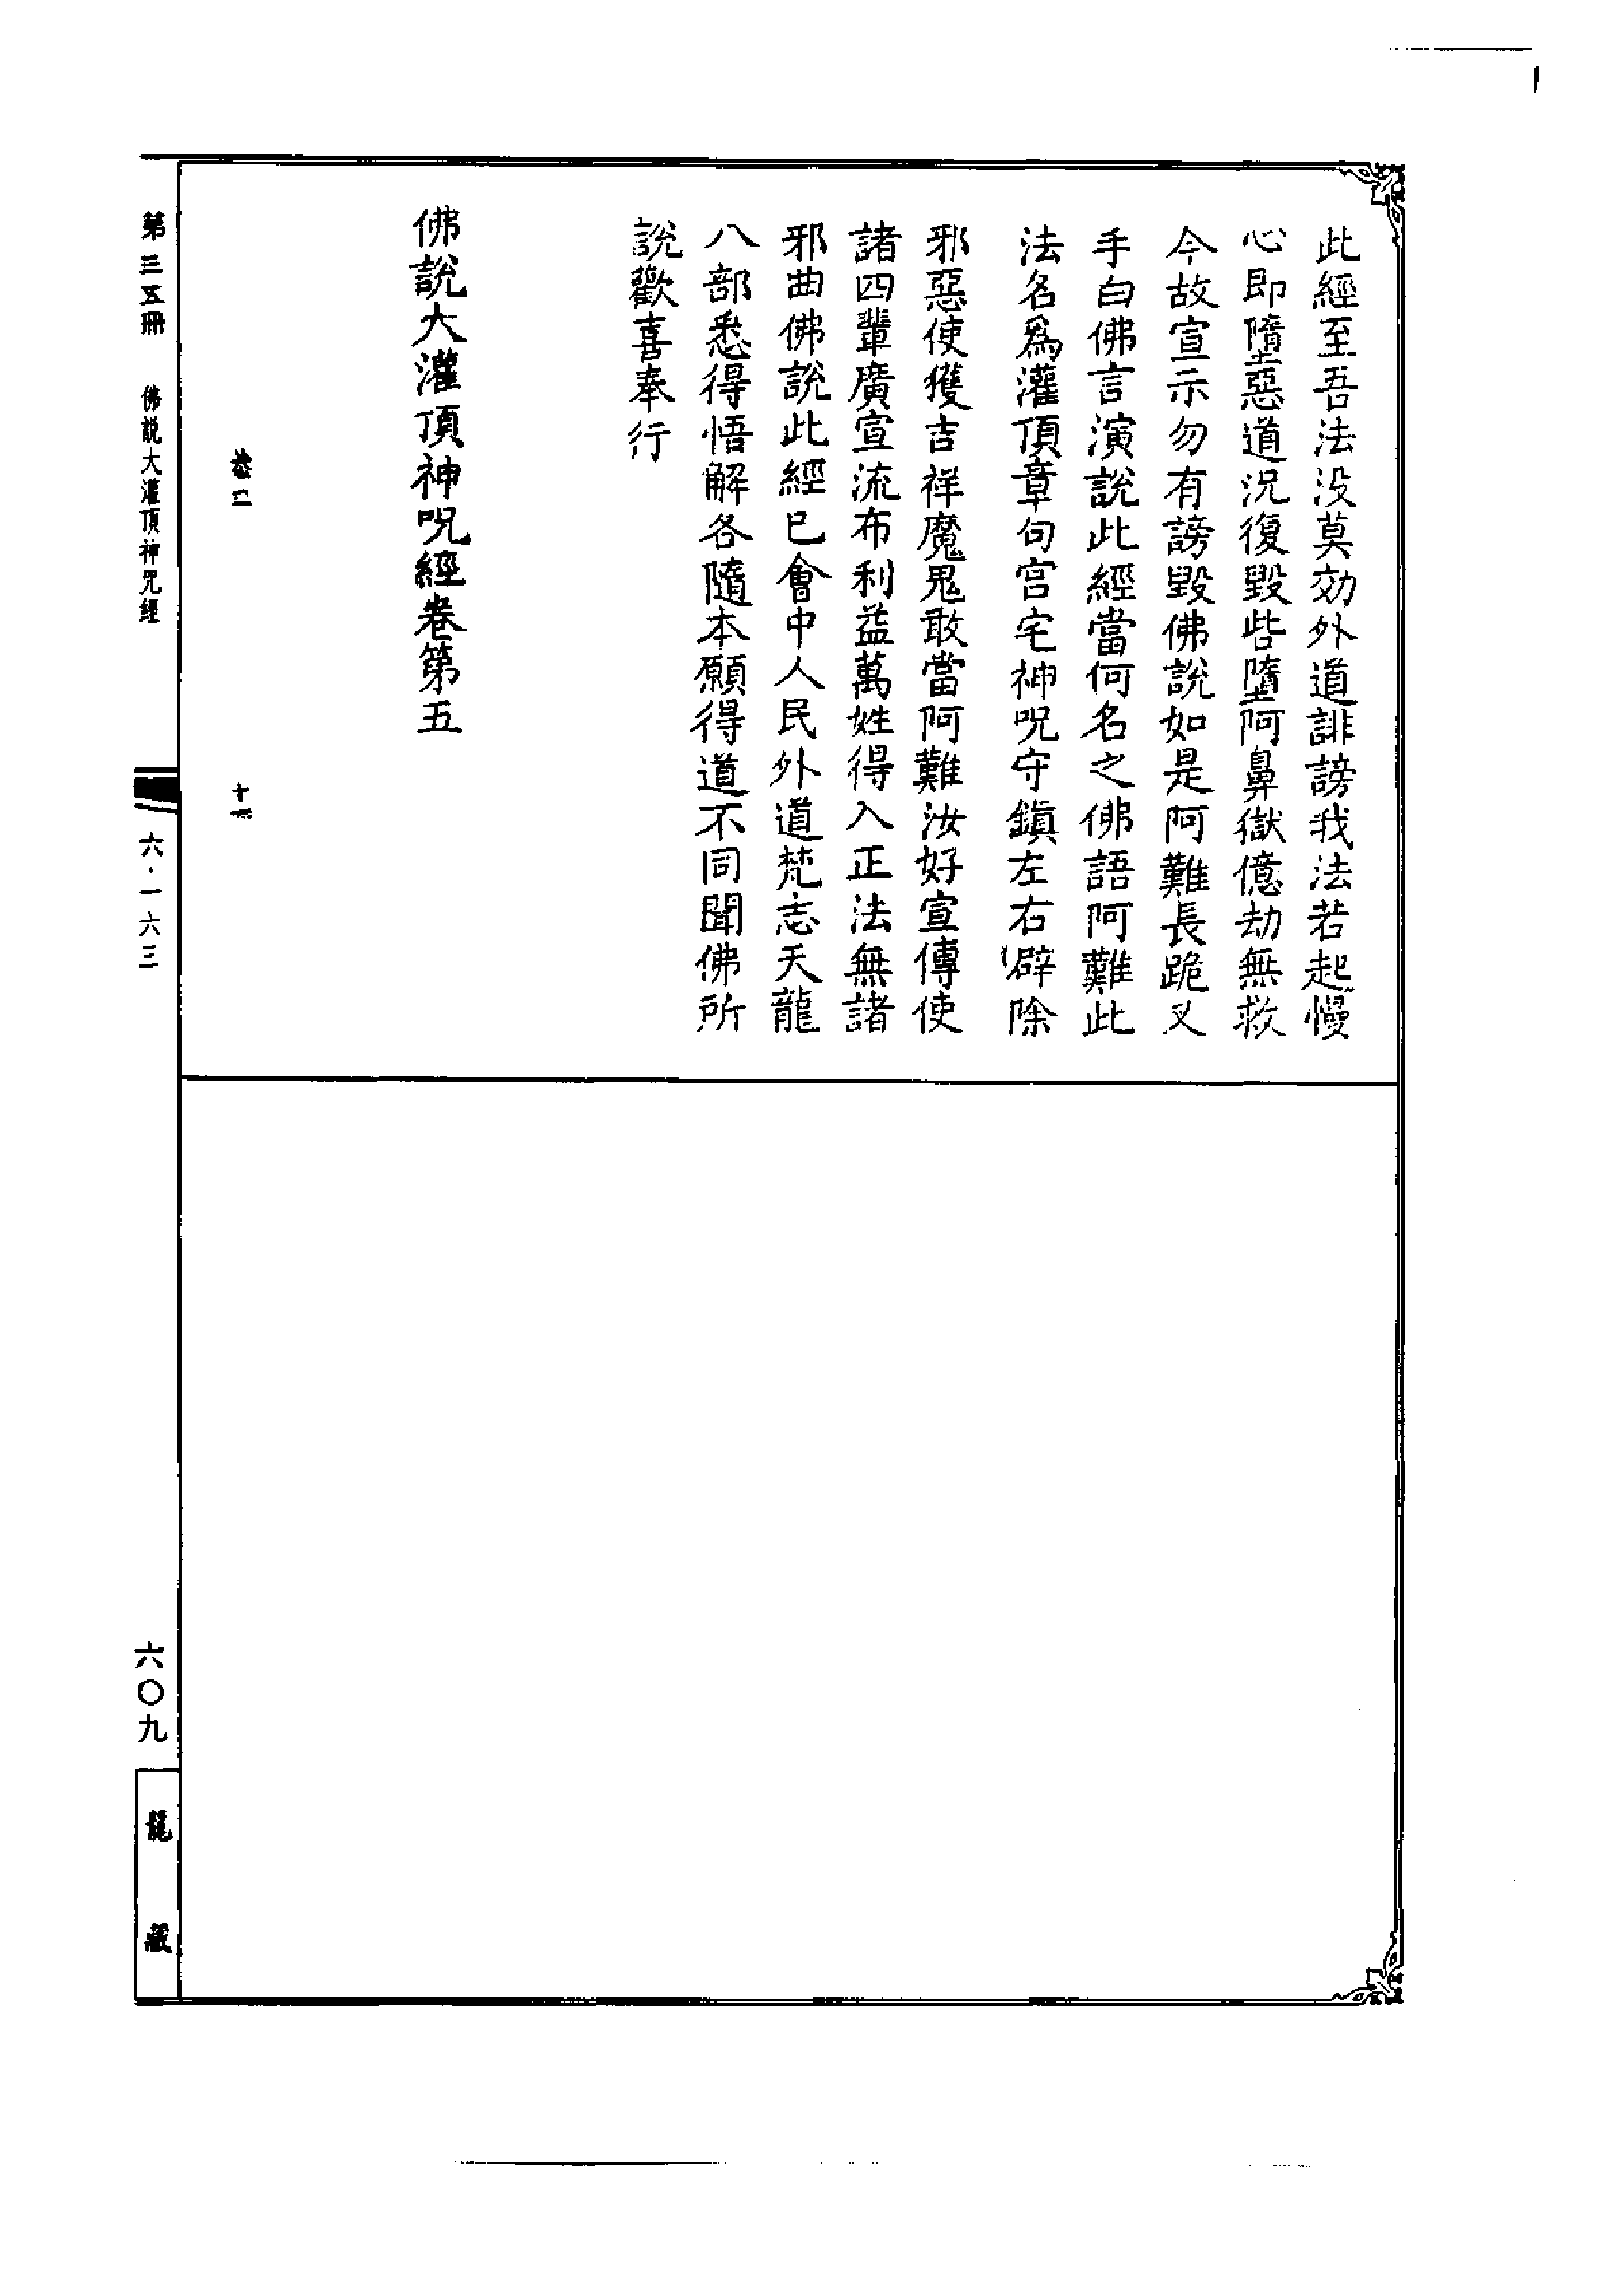 此經至吾法没莫効外道誹謗我法若起慢
心即墮惡道況復毀呰墮阿鼻獄億劫無救
今故宣示勿有謗毀佛說如是阿難長跪叉
手白佛言演說此經當何名之佛語阿難此
法名爲灌頂章句宫宅神呪守鎮左右辟除
邪惡使獲吉祥魔鬼敢當阿難汝好宣傳使
諸四輩廣宣流布利益萬姓得入正法無諸
邪曲佛說此經已會中人民外道梵志天龍
八部悉得悟解各隨本願得道不同聞佛所
說歡喜奉行
佛說大灌頂神呪經卷第五
第三五冊 佛說大灌頂神咒經 六·一六三 六〇九
龍藏